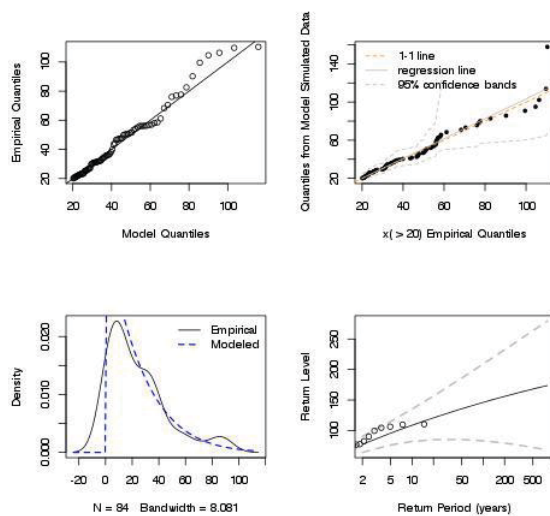 Empirical Quantiles
100
80
60
40
20
20 40 60 80 100
Model Quantiles
Quantiles from Model Simulated Data
140
100
60
20
1-1 line
regression line
95% confidence bands
20 40 60 80 100
x( > 20) Empirical Quantiles
Density
0.020
0.010
0.000
Empirical
Modeled
-20 0 20 40 60 80 100
N = 84 Bandwidth = 8.081
Return Level
250
200
150
100
2 5 10 50 200 500
Return Period (years)